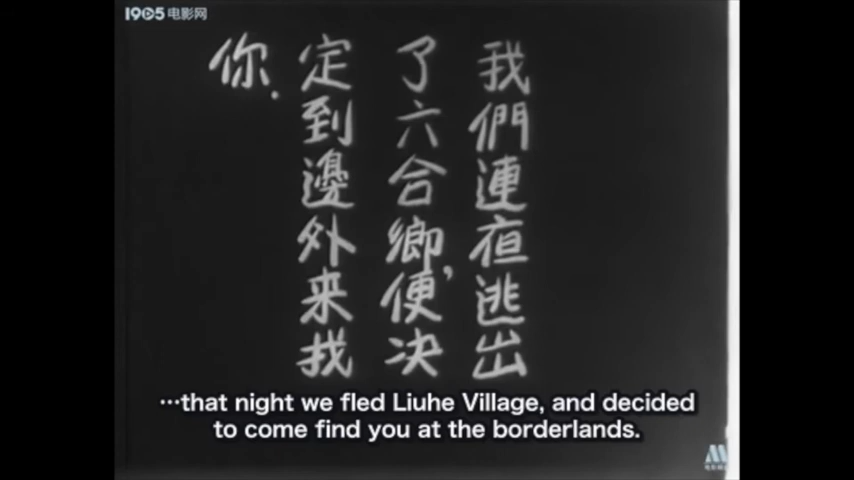 1905电影网
我們連夜逃出
了六合鄉,便决
定到邊外来找
你.
…that night we fled Liuhe Village, and decided
to come find you at the borderlands.